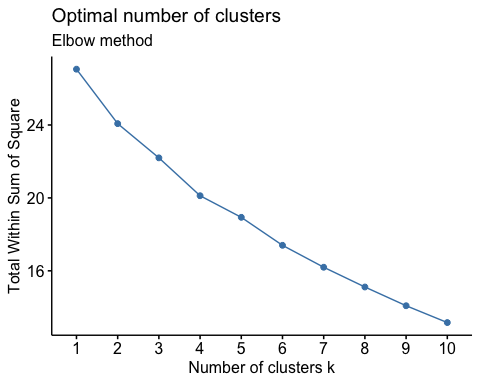 Optimal number of clusters
Elbow method
Total Within Sum of Square
24
20
16
1 2 3 4 5 6 7 8 9 10
Number of clusters k